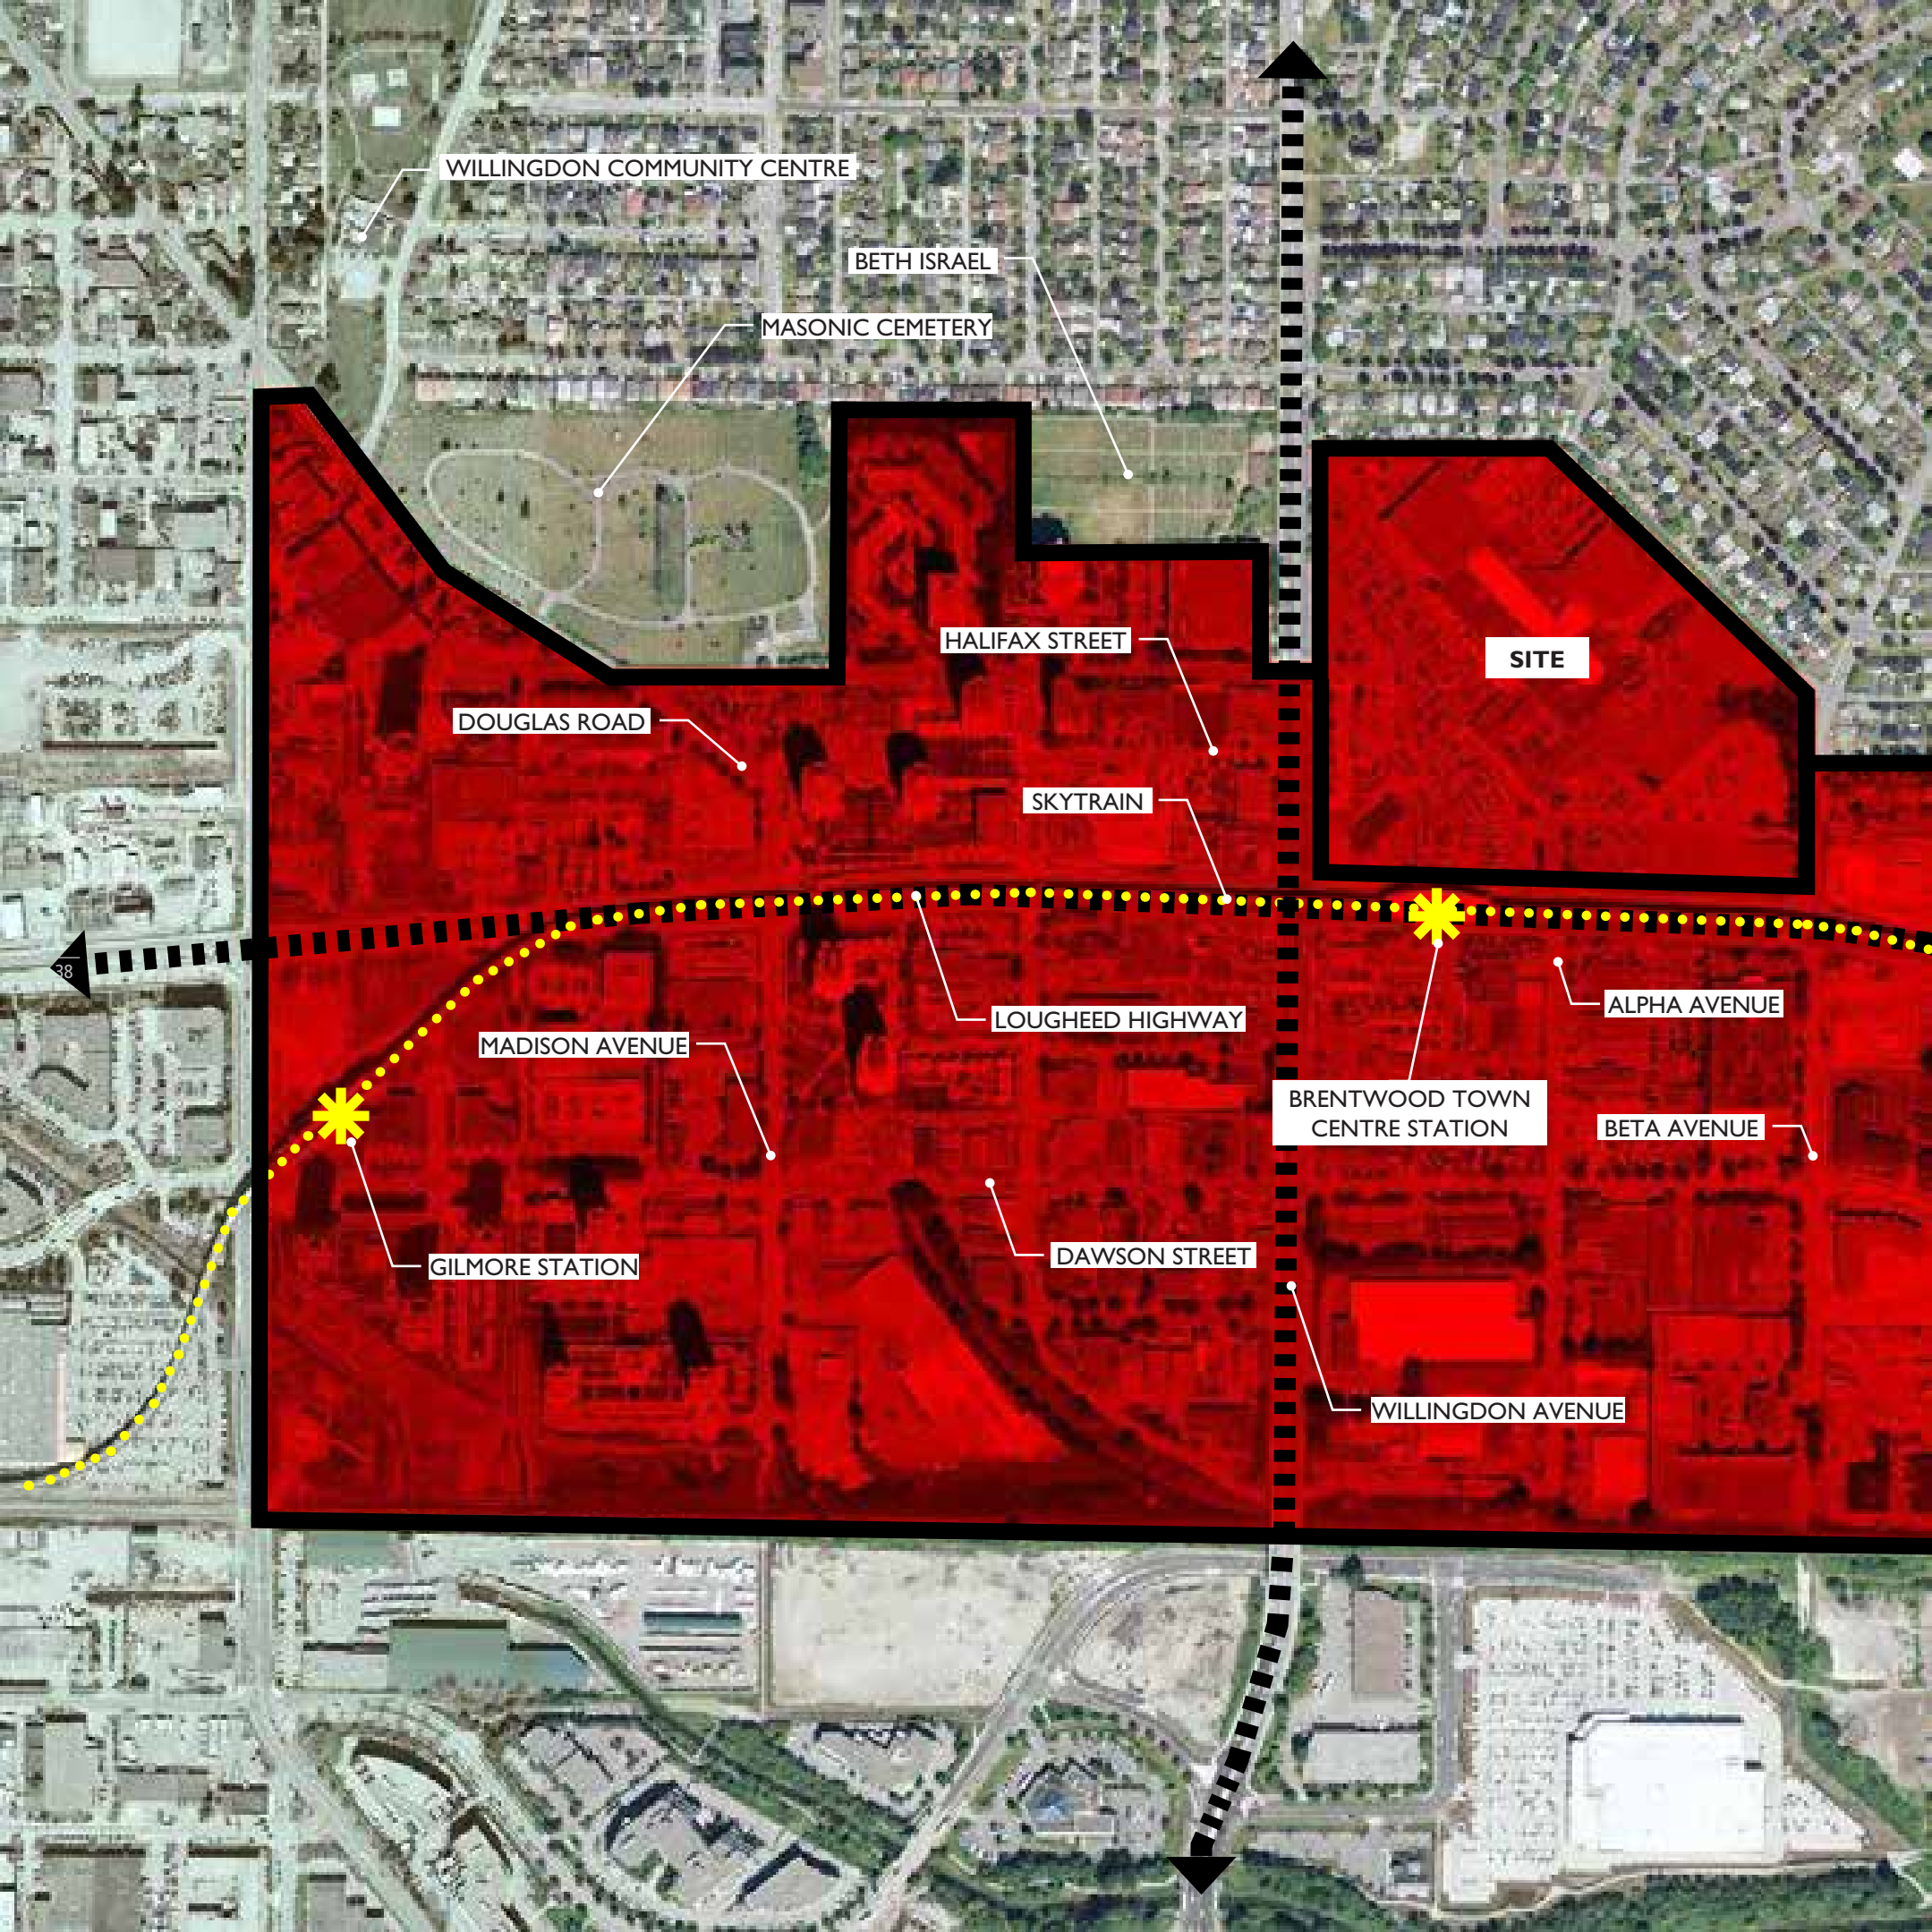 WILLINGDON COMMUNITY CENTRE
BETH ISRAEL
MASONIC CEMETERY
HALIFAX STREET
SITE
DOUGLAS ROAD
SKYTRAIN
38
LOUGHEED HIGHWAY
ALPHA AVENUE
MADISON AVENUE
BRENTWOOD TOWN
CENTRE STATION
BETA AVENUE
GILMORE STATION
DAWSON STREET
WILLINGDON AVENUE